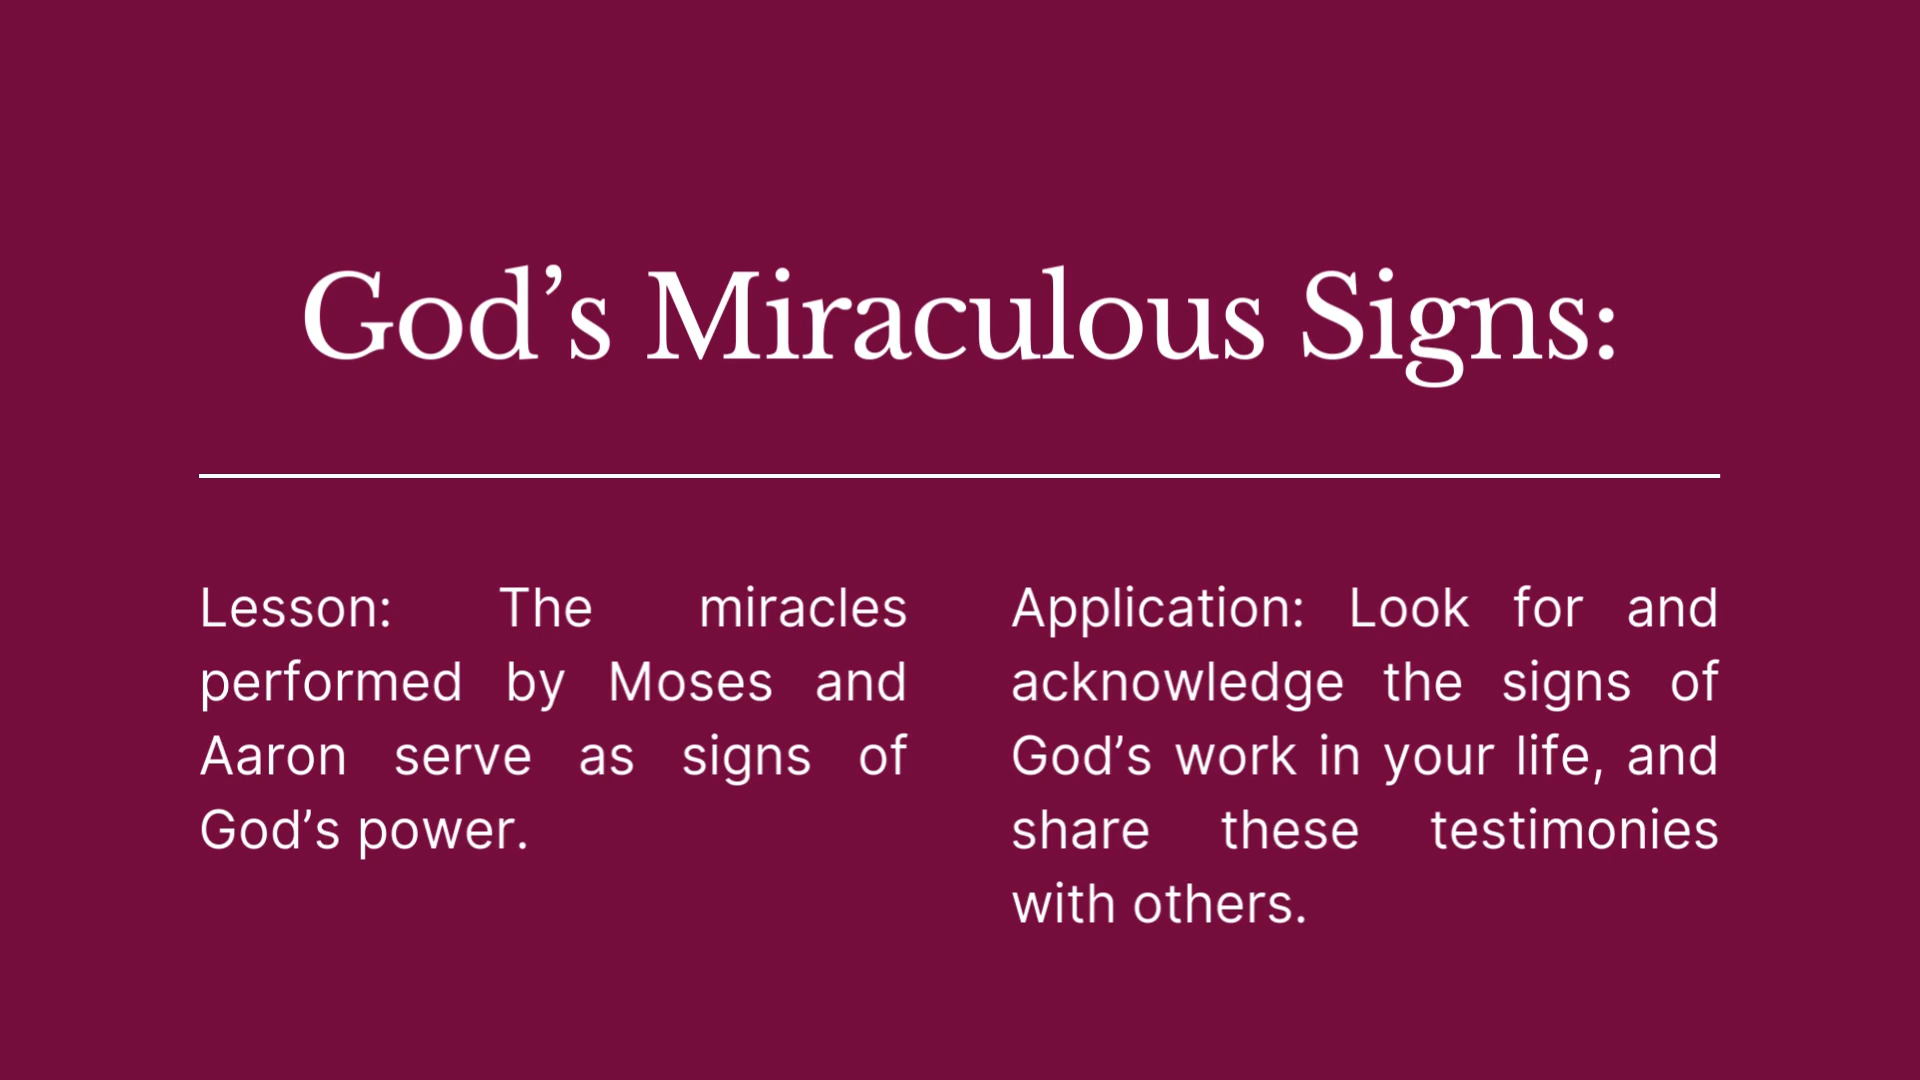 God’s Miraculous Signs:
Lesson: The miracles
performed by Moses and
Aaron serve as signs of
God’s power.
Application: Look for and
acknowledge the signs of
God’s work in your life, and
share these testimonies
with others.